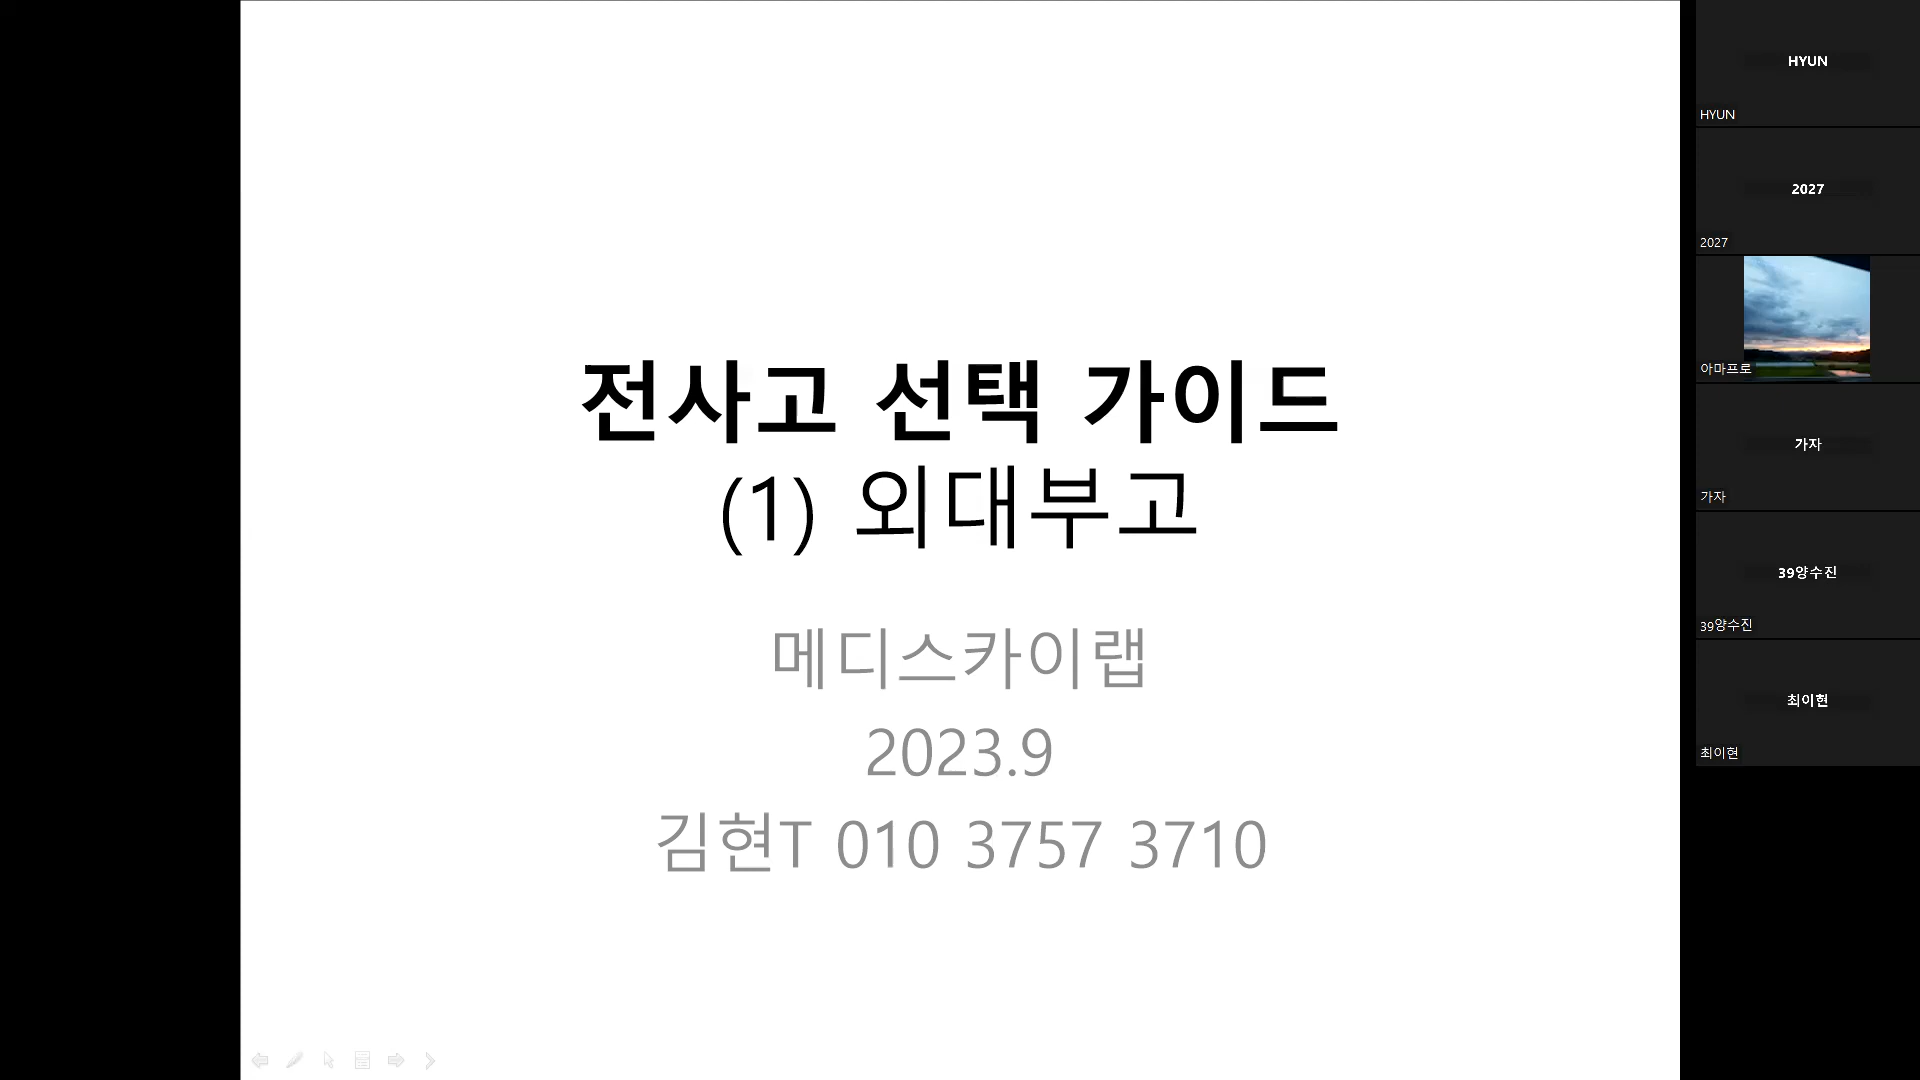 전사고 선택 가이드
(1) 외대부고
메디스카이랩
2023.9
김현T 010 3757 3710
HYUN
HYUN
2027
2027
아마프로
가자
가자
39양수진
39양수진
최이현
최이현